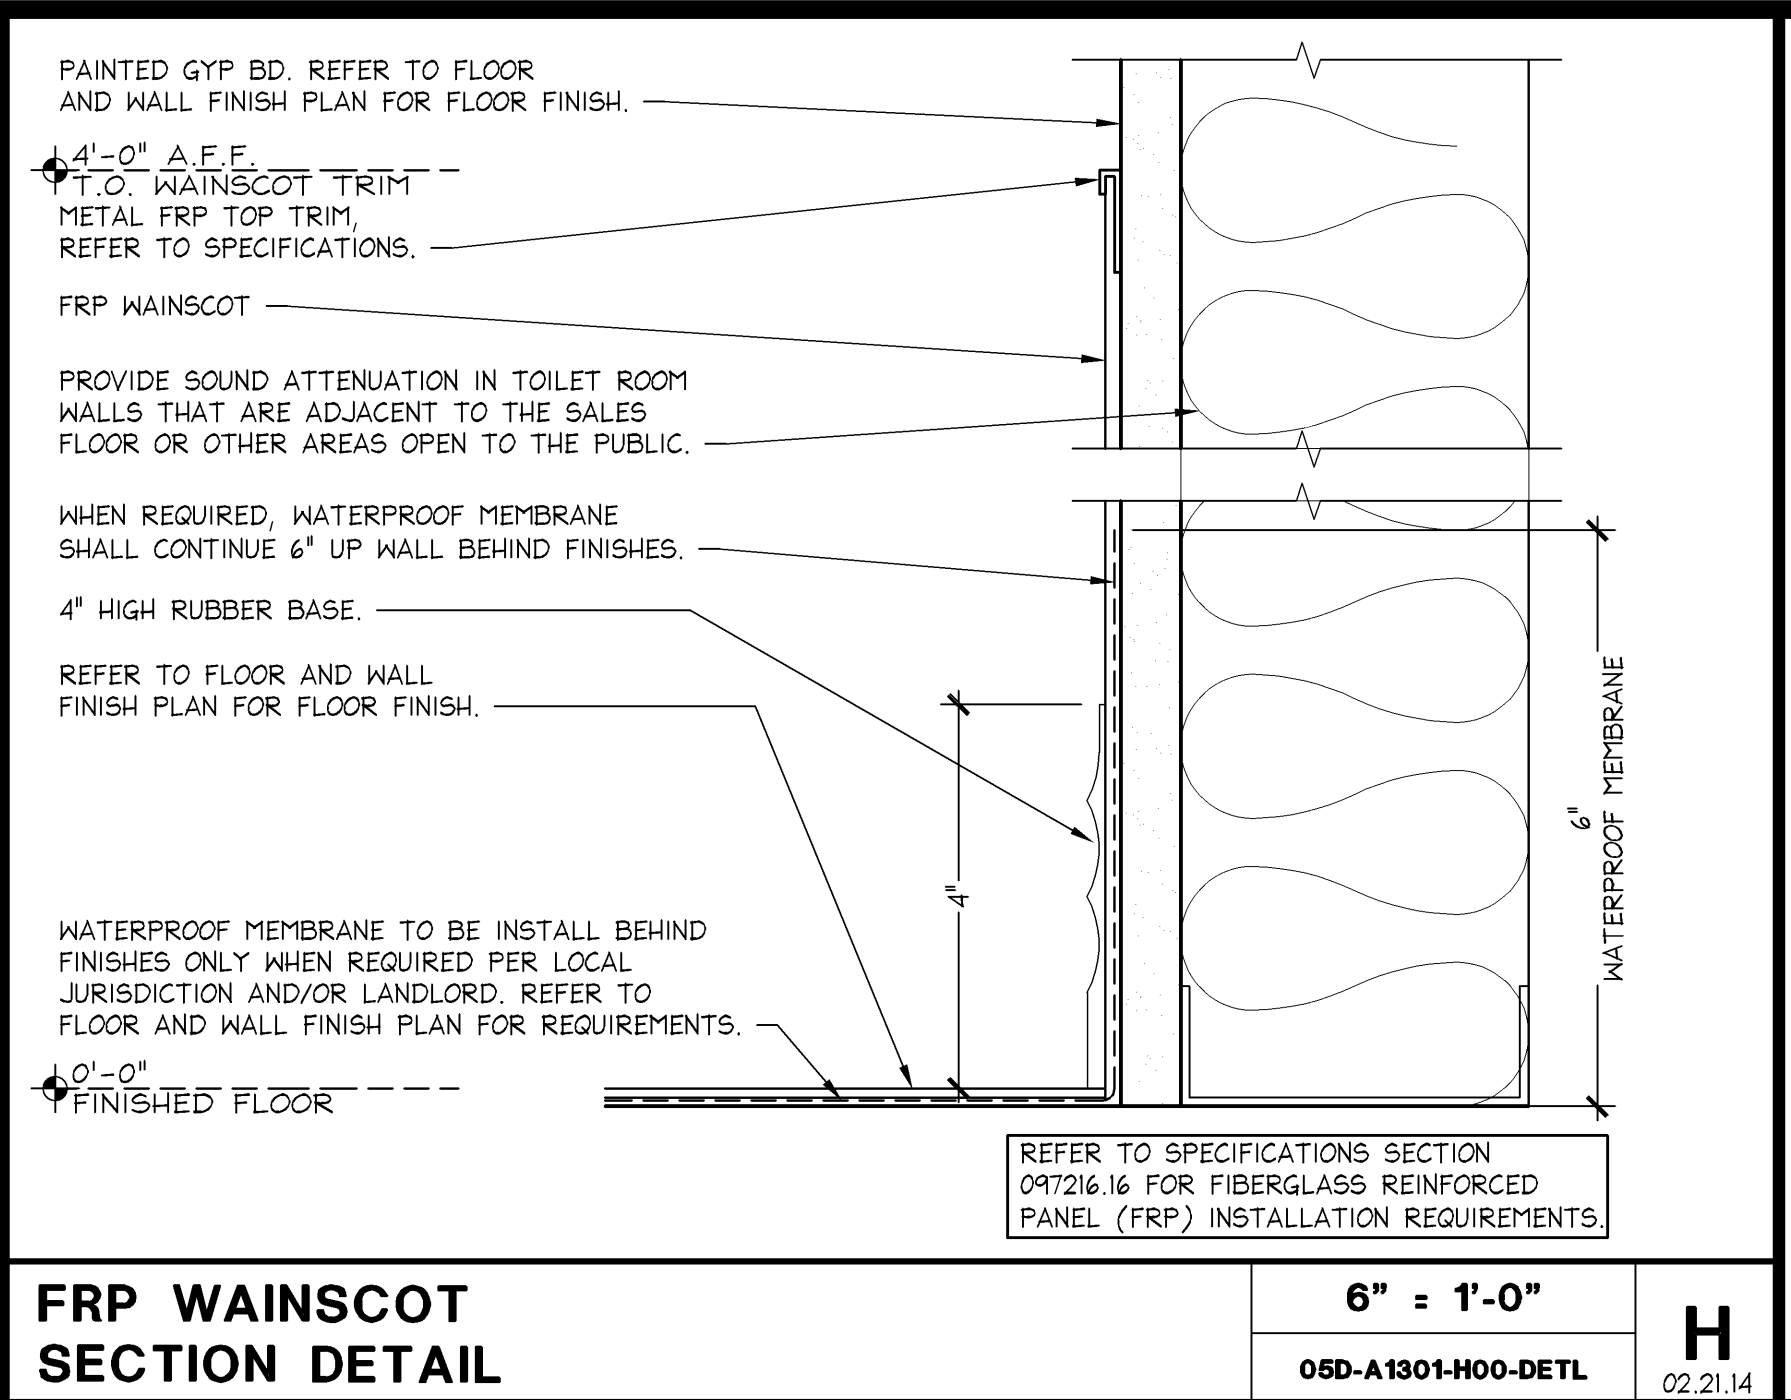 PAINTED GYP BD. REFER TO FLOOR
AND WALL FINISH PLAN FOR FLOOR FINISH.
4'-0" A.F.F.
T.O. WAINSCOT TRIM
METAL FRP TOP TRIM,
REFER TO SPECIFICATIONS.
FRP WAINSCOT
PROVIDE SOUND ATTENUATION IN TOILET ROOM
WALLS THAT ARE ADJACENT TO THE SALES
FLOOR OR OTHER AREAS OPEN TO THE PUBLIC.
WHEN REQUIRED, WATERPROOF MEMBRANE
SHALL CONTINUE 6" UP WALL BEHIND FINISHES.
4" HIGH RUBBER BASE.
REFER TO FLOOR AND WALL
FINISH PLAN FOR FLOOR FINISH.
4"
6"
WATERPROOF MEMBRANE
WATERPROOF MEMBRANE TO BE INSTALL BEHIND
FINISHES ONLY WHEN REQUIRED PER LOCAL
JURISDICTION AND/OR LANDLORD. REFER TO
FLOOR AND WALL FINISH PLAN FOR REQUIREMENTS.
0'-0"
FINISHED FLOOR
REFER TO SPECIFICATIONS SECTION
097216.16 FOR FIBERGLASS REINFORCED
PANEL (FRP) INSTALLATION REQUIREMENTS.
FRP WAINSCOT
SECTION DETAIL
6" = 1'-0"
05D-A1301-H00-DETL
H
02.21.14